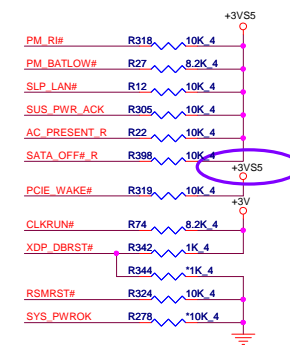 +3VS5
PM_RI# R318 10K_4
PM_BATLOW# R27 8.2K_4
SLP_LAN# R12 10K_4
SUS_PWR_ACK R305 10K_4
AC_PRESENT_R R22 10K_4
SATA_OFF#_R R398 10K_4
+3VS5
PCIE_WAKE# R319 10K_4
+3V
CLKRUN# R74 8.2K_4
XDP_DBRST# R342 1K_4
R344 *1K_4
RSMRST# R324 10K_4
SYS_PWROK R278 *10K_4